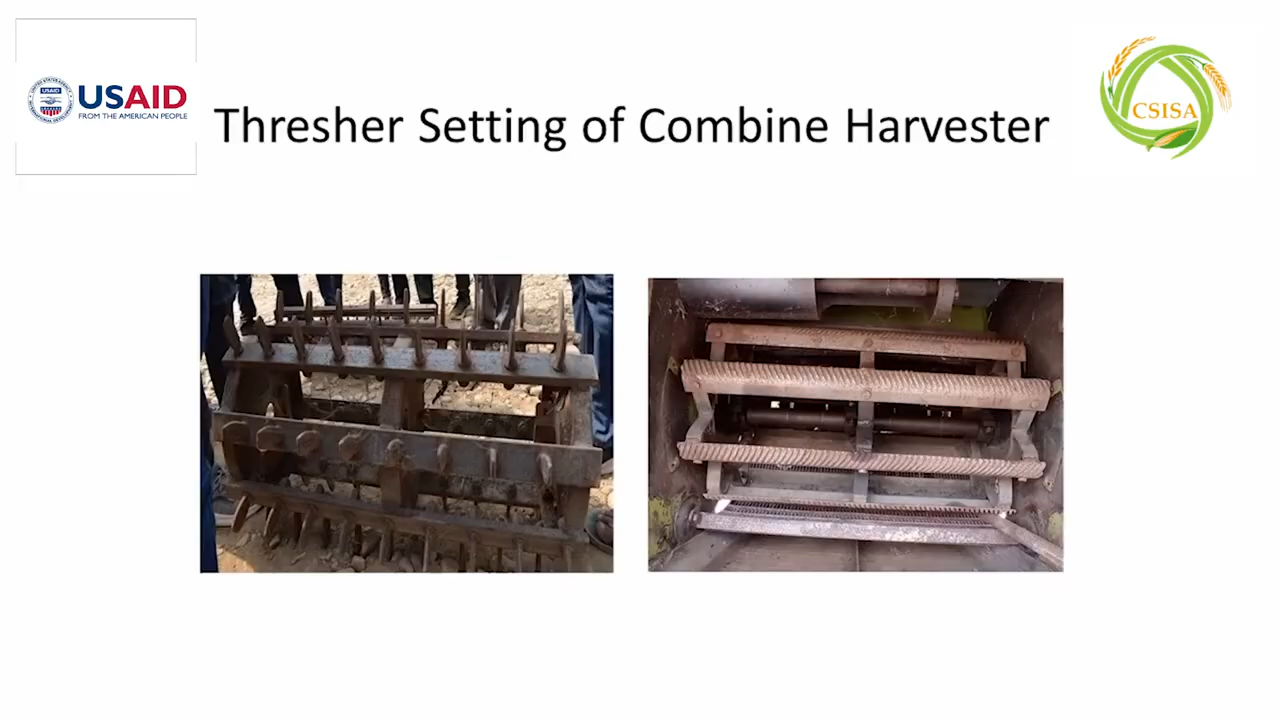 USAID
FROM THE AMERICAN PEOPLE
Thresher Setting of Combine Harvester
CSISA